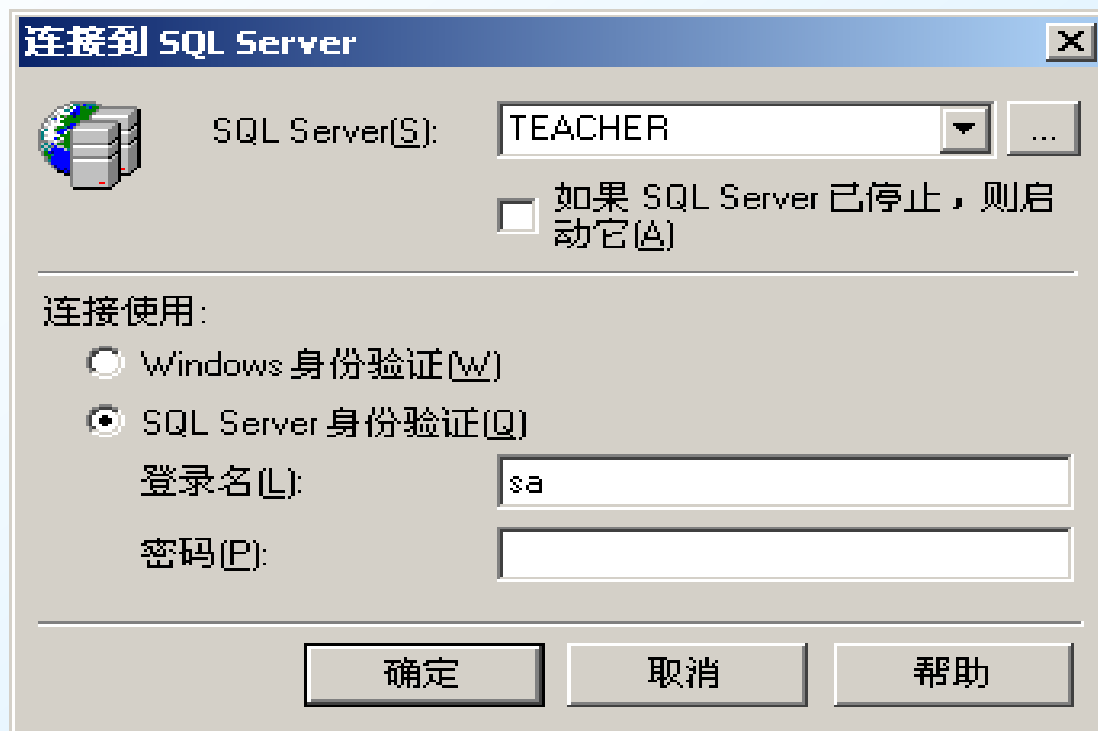 连接到 SQL Server
SQL Server(S):
TEACHER
...
如果 SQL Server 已停止，则启
动它(A)
连接使用:
Windows 身份验证(W)
SQL Server 身份验证(Q)
登录名(L):
sa
密码(P):
确定
取消
帮助